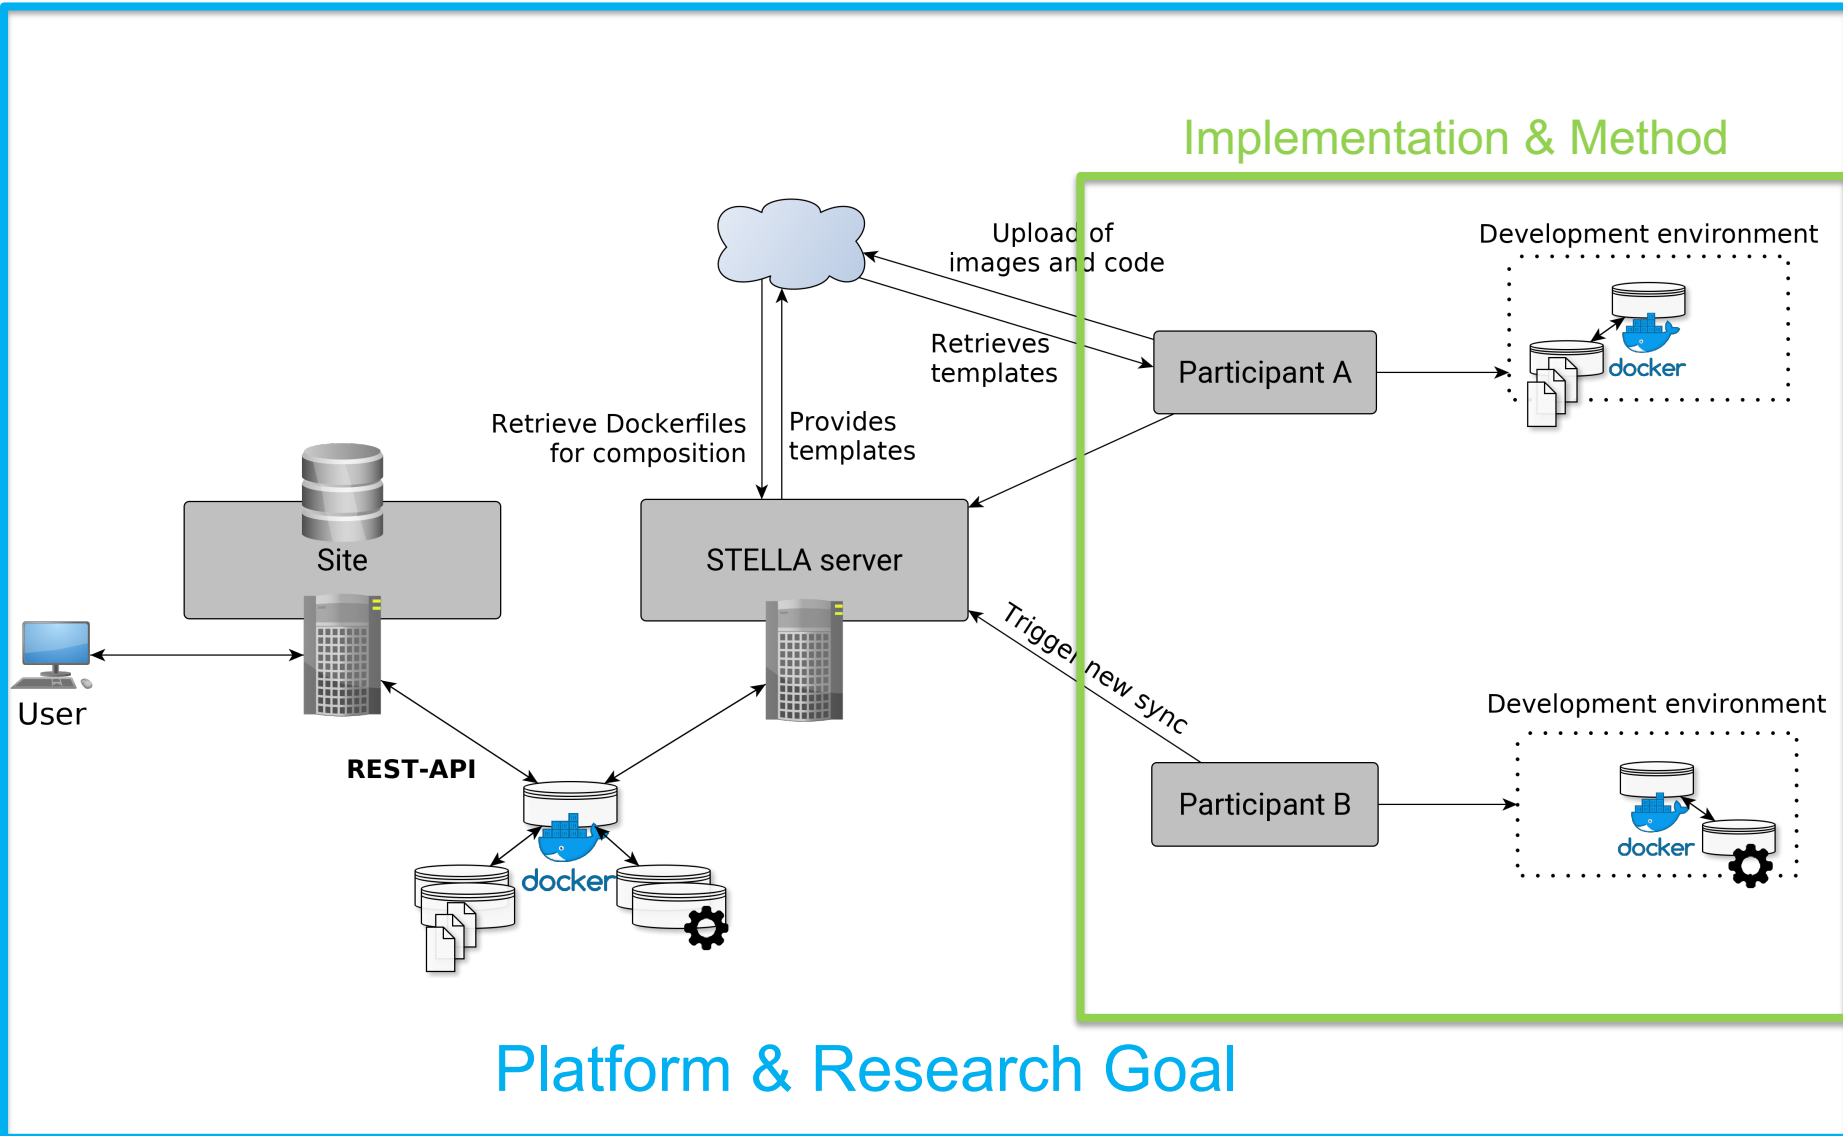 Implementation & Method
Upload of
images and code
Development environment
Retrieves
templates
Participant A
docker
Retrieve Dockerfiles
for composition
Provides
templates
Site
STELLA server
Trigger new sync
User
REST-API
Development environment
Participant B
docker
docker
Platform & Research Goal